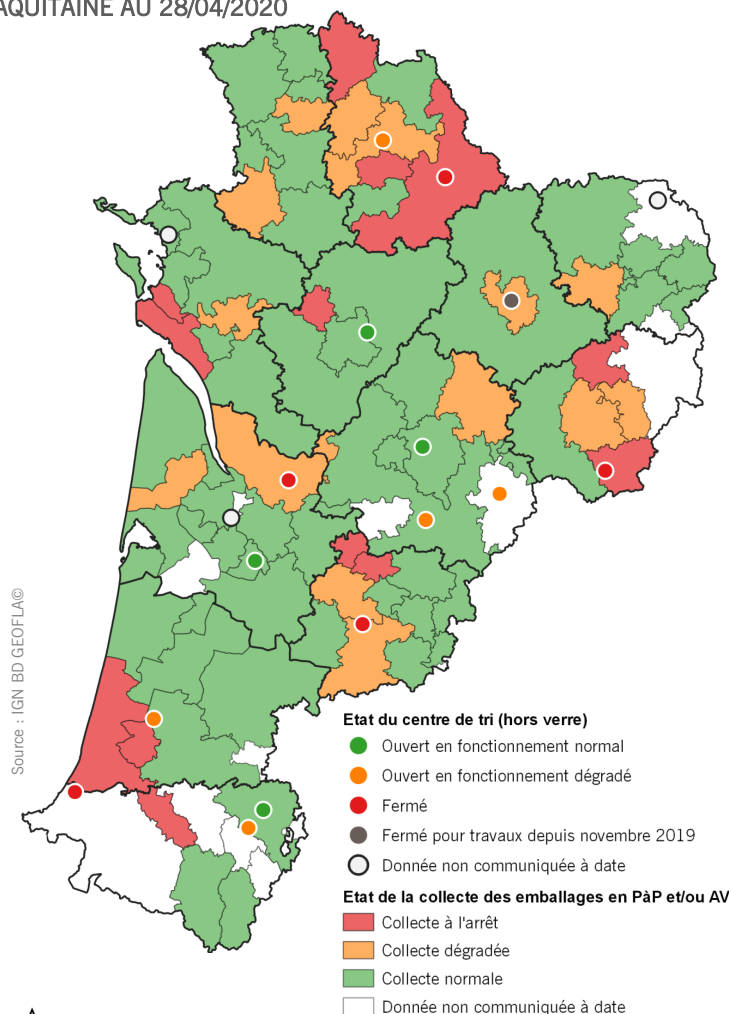 AQUITAINE AU 28/04/2020
Source : IGN BD GEOFLA©
Etat du centre de tri (hors verre)
Ouvert en fonctionnement normal
Ouvert en fonctionnement dégradé
Fermé
Fermé pour travaux depuis novembre 2019
Donnée non communiquée à date
Etat de la collecte des emballages en PàP et/ou AV
Collecte à l'arrêt
Collecte dégradée
Collecte normale
Donnée non communiquée à date